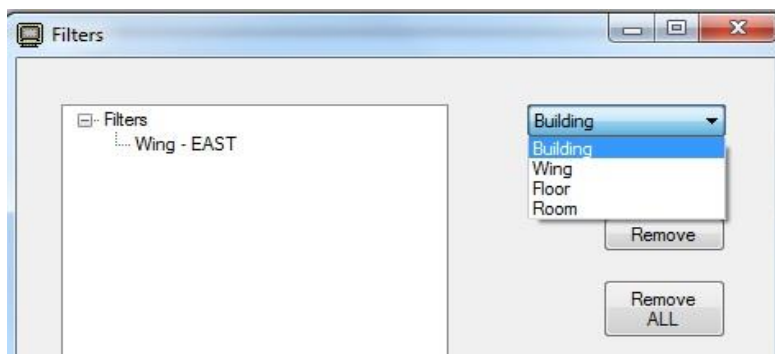 Filters
Filters
Wing - EAST
Building
Building
Wing
Floor
Room
Remove
Remove
ALL